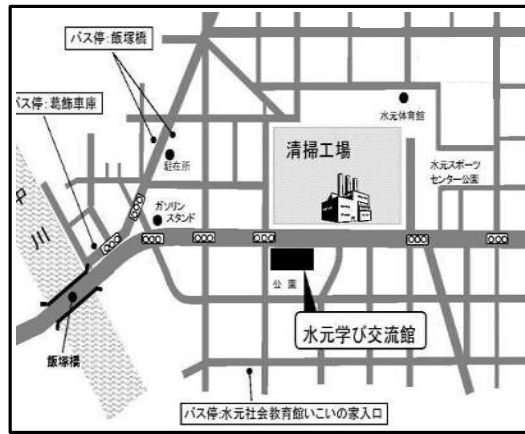 バス停:飯塚橋
バス停:葛飾車庫
駐在所
ガソリン
スタンド
清掃工場
水元体育館
水元スポーツ
センター公園
中
川
公園
水元学び交流館
飯塚橋
バス停:水元社会教育館いこいの家入口